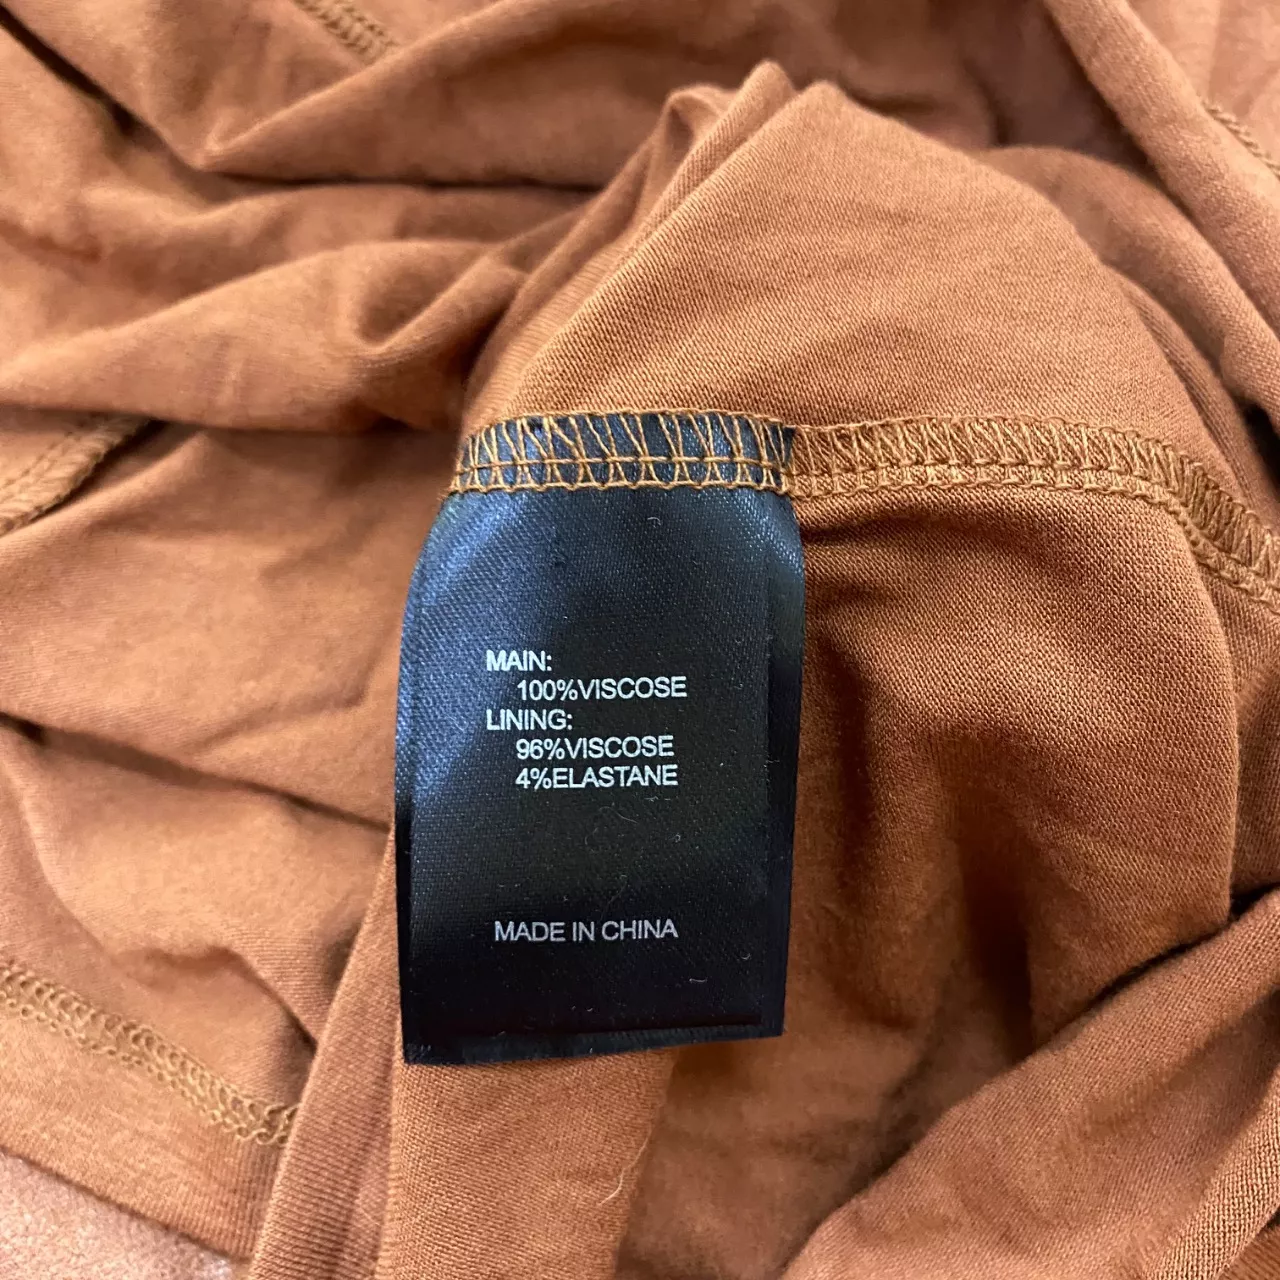 MAIN:
100%VISCOSE
LINING:
96%VISCOSE
4%ELASTANE
MADE IN CHINA